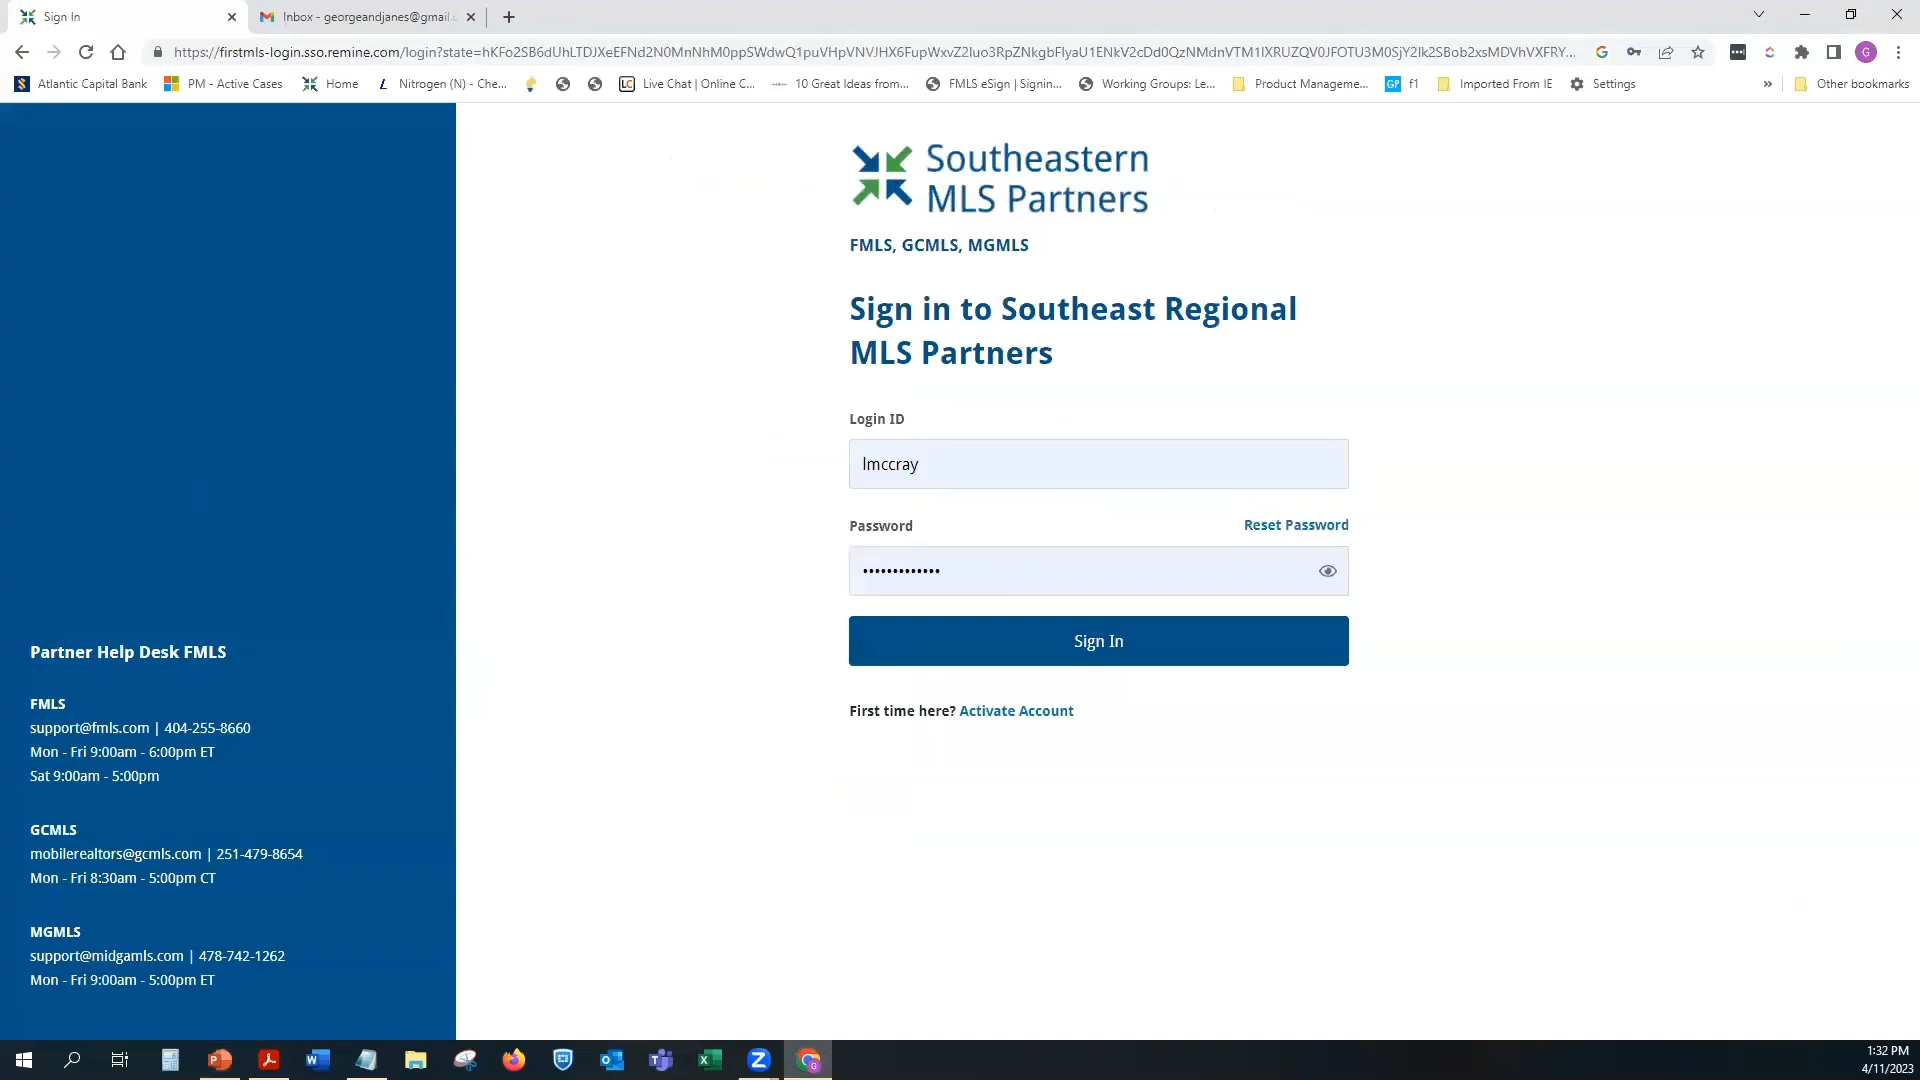 Sign In
Inbox - georgeandjanes@gmail.c
https://firstmls-login.sso.remine.com/login?state=
Atlantic Capital Bank
PM - Active Cases
Home
Nitrogen (N) - Che...
Live Chat | Online C...
10 Great Ideas from...
FMLS eSign | Signin...
Working Groups: Le...
Product Manageme...
f1
Imported From IE
Settings
»
Other bookmarks
Southeastern
MLS Partners
FMLS, GCMLS, MGMLS
Sign in to Southeast Regional
MLS Partners
Login ID
lmccray
Password
Reset Password
•••••••••••••
Sign In
First time here? Activate Account
Partner Help Desk FMLS
FMLS
support@fmls.com | 404-255-8660
Mon - Fri 9:00am - 6:00pm ET
Sat 9:00am - 5:00pm
GCMLS
mobilerealtors@gcmls.com | 251-479-8654
Mon - Fri 8:30am - 5:00pm CT
MGMLS
support@midgamls.com | 478-742-1262
Mon - Fri 9:00am - 5:00pm ET
1:32 PM
4/11/2023